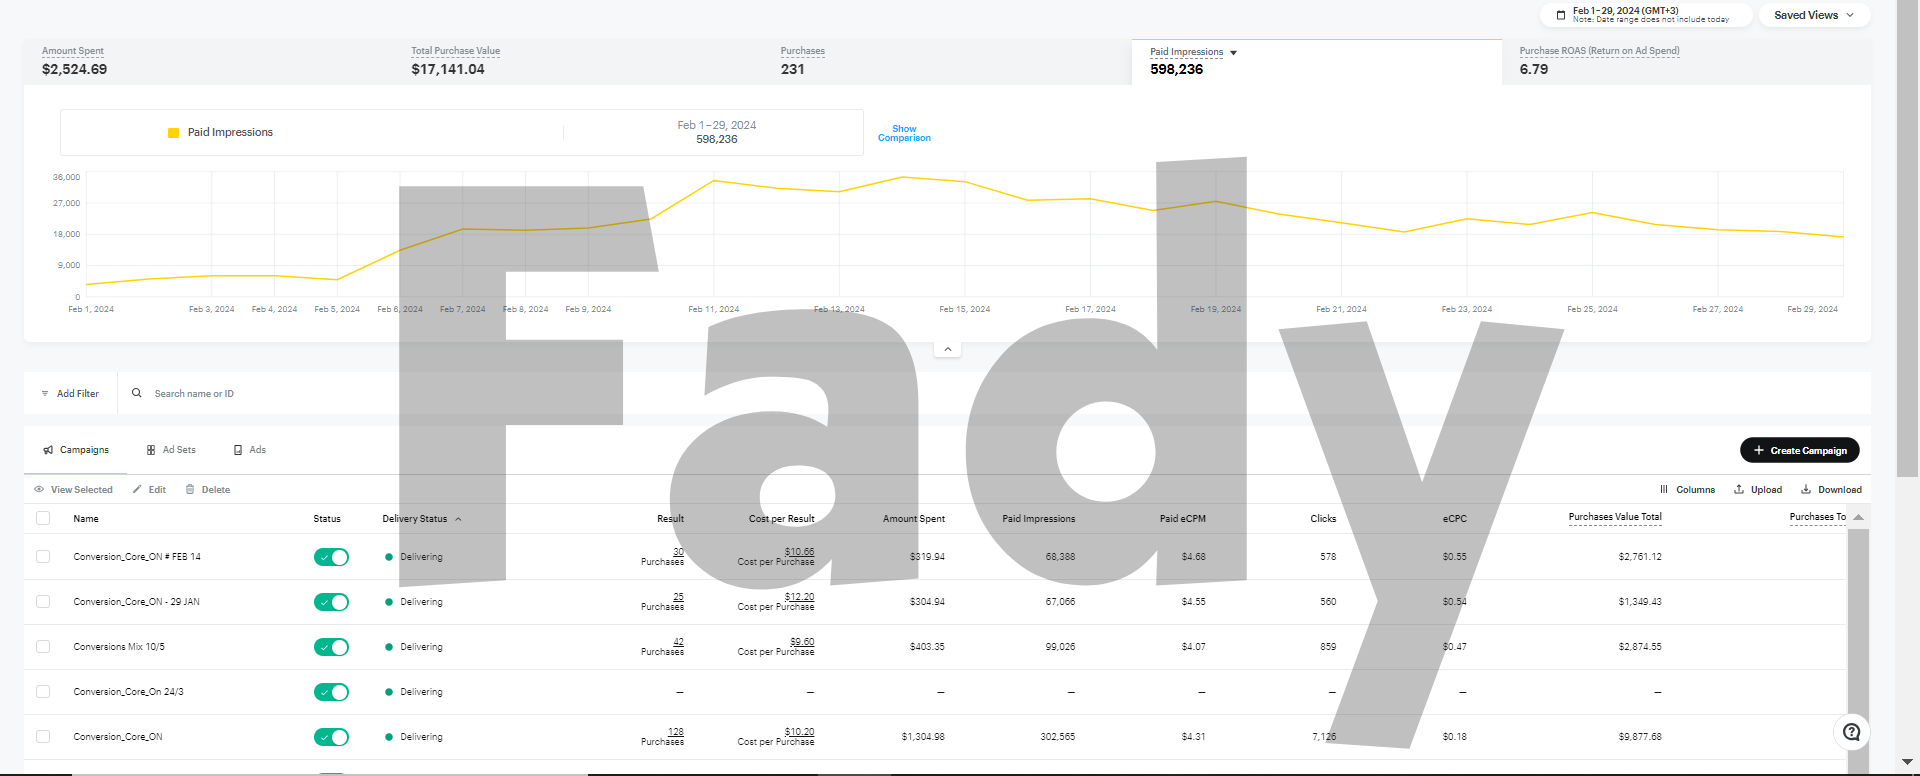 Feb 1 – 29, 2024 (GMT+3)
Note: Date range does not include today
Saved Views
Amount Spent
$2,524.69
Total Purchase Value
$17,141.04
Purchases
231
Paid Impressions
598,236
Purchase ROAS (Return on Ad Spend)
6.79
Paid Impressions
Feb 1 – 29, 2024
598,236
Show
Comparison
36,000
27,000
18,000
9,000
0
Feb 1, 2024 Feb 3, 2024 Feb 4, 2024 Feb 5, 2024 Feb 6, 2024 Feb 7, 2024 Feb 8, 2024 Feb 9, 2024 Feb 11, 2024 Feb 13, 2024 Feb 15, 2024 Feb 17, 2024 Feb 19, 2024 Feb 21, 2024 Feb 23, 2024 Feb 25, 2024 Feb 27, 2024 Feb 29, 2024
Fady
Add Filter Search name or ID
Campaigns Ad Sets Ads Create Campaign
View Selected Edit Delete Columns Upload Download
Name Status Delivery Status Result Cost per Result Amount Spent Paid Impressions Paid eCPM Clicks eCPC Purchases Value Total Purchases To
Conversion_Core_ON # FEB 14 Delivering 30 Purchases $10.66 Cost per Purchase $319.94 68,388 $4.68 578 $0.55 $2,761.12
Conversion_Core_ON - 29 JAN Delivering 25 Purchases $12.20 Cost per Purchase $304.94 67,066 $4.55 560 $0.54 $1,349.43
Conversions Mix 10/5 Delivering 42 Purchases $9.60 Cost per Purchase $403.35 99,026 $4.07 859 $0.47 $2,874.55
Conversion_Core_On 24/3 Delivering — — — — — — — —
Conversion_Core_ON Delivering 128 Purchases $10.20 Cost per Purchase $1,304.98 302,565 $4.31 7,126 $0.18 $9,877.68